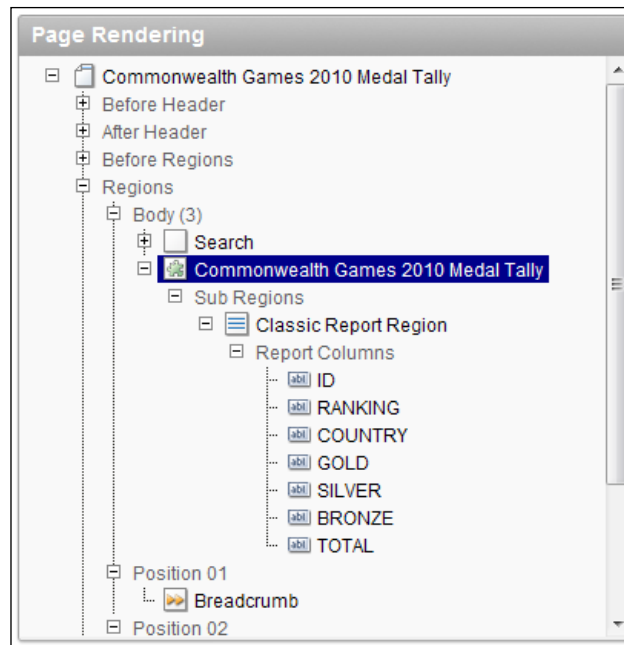 Page Rendering
Commonwealth Games 2010 Medal Tally
Before Header
After Header
Before Regions
Regions
Body (3)
Search
Commonwealth Games 2010 Medal Tally
Sub Regions
Classic Report Region
Report Columns
ID
RANKING
COUNTRY
GOLD
SILVER
BRONZE
TOTAL
Position 01
Breadcrumb
Position 02